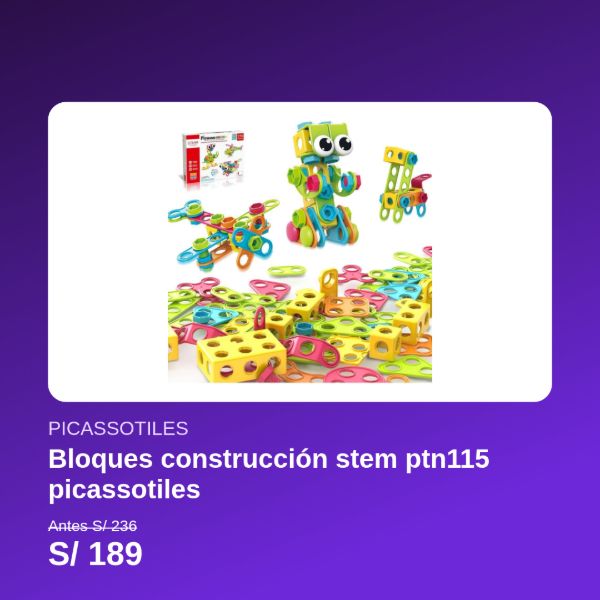 PICASSOTILES
Bloques construcción stem ptn115
picassotiles
Antes S/ 236
S/ 189